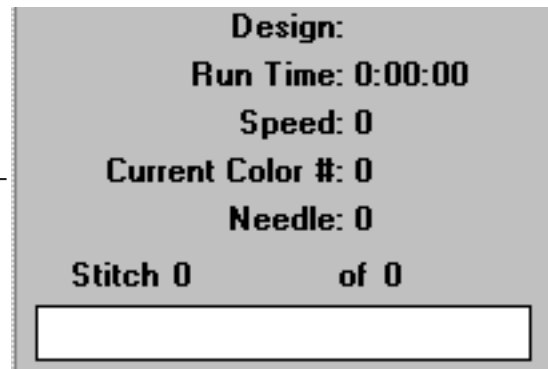 Design:
Run Time: 0:00:00
Speed: 0
Current Color #: 0
Needle: 0
Stitch 0 of 0